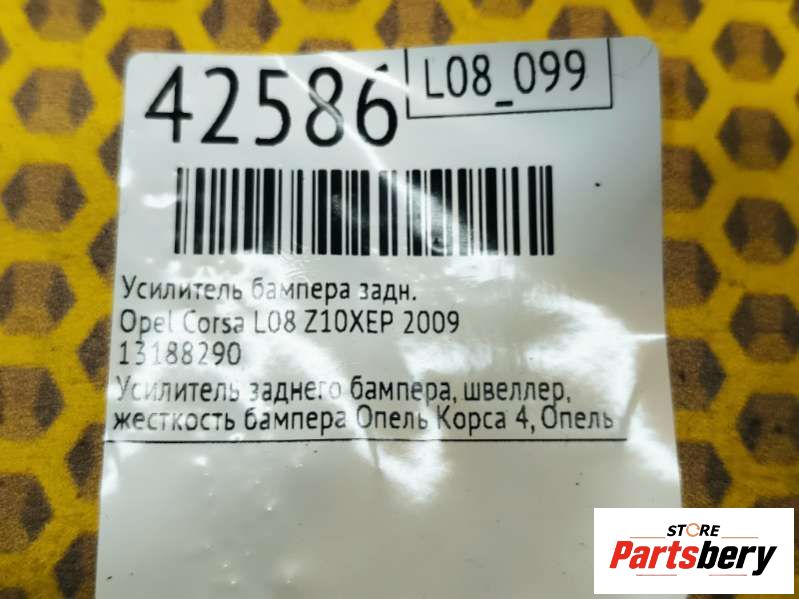 42586
L08_099
Усилитель бампера задн.
Opel Corsa L08 Z10XEP 2009
13188290
Усилитель заднего бампера, швеллер,
жесткость бампера Опель Корса 4, Опель
STORE
Partsbery